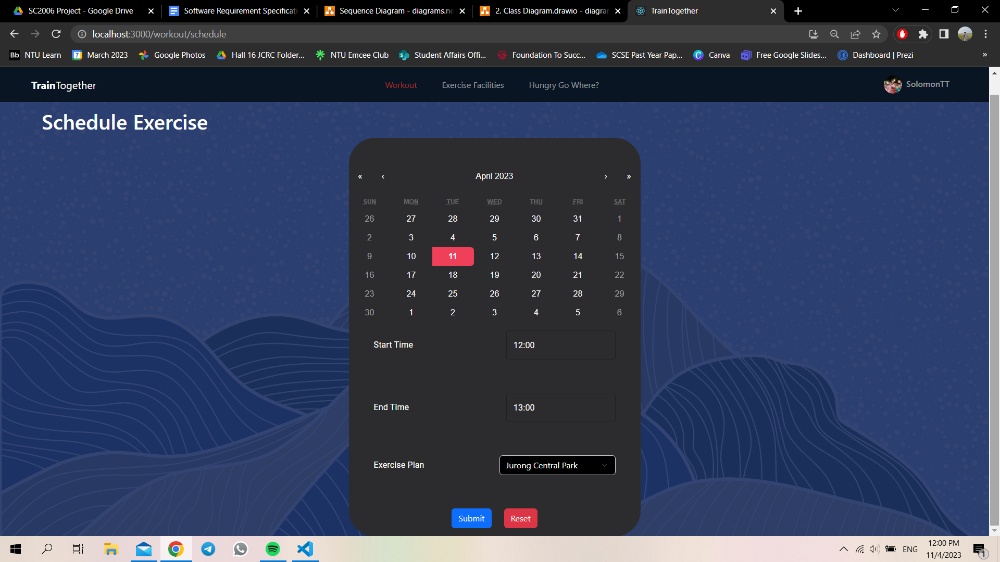 SC2006 Project - Google Drive
Software Requirement Specificati
Sequence Diagram - diagrams.ne
2. Class Diagram.drawio - diagran
TrainTogether
localhost:3000/workout/schedule
Bb NTU Learn
7 March 2023
Google Photos
Hall 16 JCRC Folder...
NTU Emcee Club
Student Affairs Offi...
Foundation To Succ...
SCSE Past Year Pap...
Canva
Free Google Slides...
Dashboard | Prezi
»
TrainTogether
Workout
Exercise Facilities
Hungry Go Where?
SolomonTT
Schedule Exercise
« ‹ April 2023 › »
SUN MON TUE WED THU FRI SAT
26 27 28 29 30 31 1
2 3 4 5 6 7 8
9 10 11 12 13 14 15
16 17 18 19 20 21 22
23 24 25 26 27 28 29
30 1 2 3 4 5 6
Start Time 12:00
End Time 13:00
Exercise Plan Jurong Central Park
Submit Reset
ENG
12:00 PM
11/4/2023
1